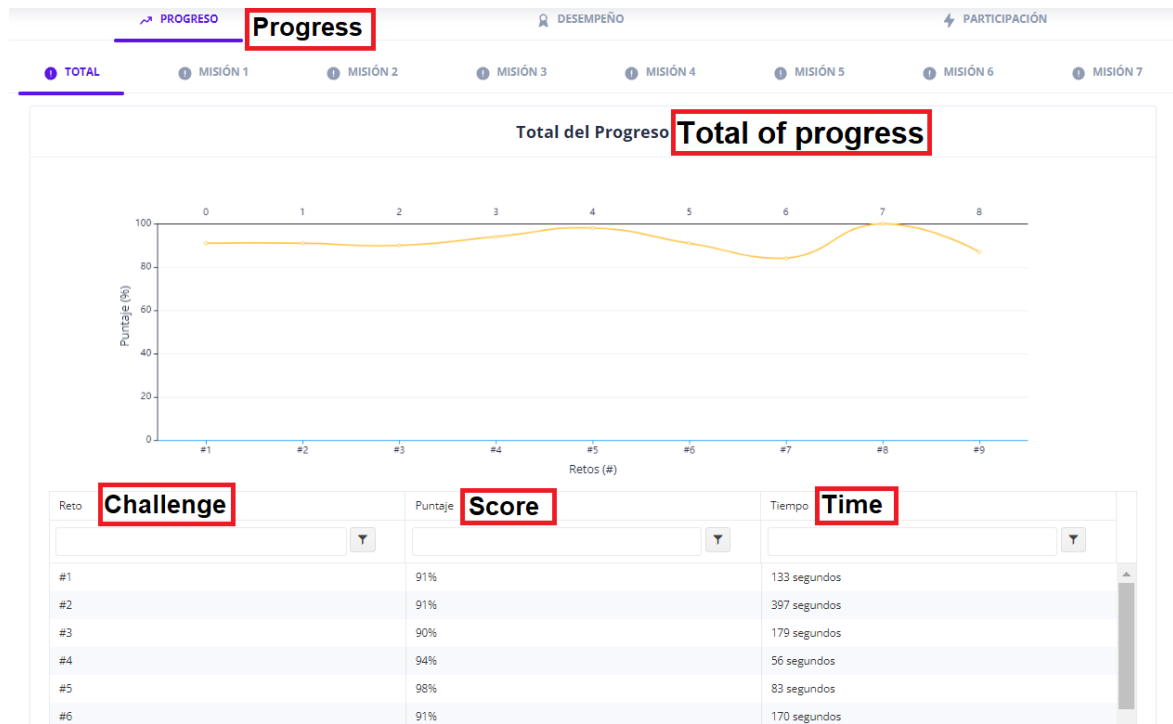 PROGRESO Progress DESEMPEÑO PARTICIPACIÓN
TOTAL MISIÓN 1 MISIÓN 2 MISIÓN 3 MISIÓN 4 MISIÓN 5 MISIÓN 6 MISIÓN 7
Total del Progreso Total of progress
0 1 2 3 4 5 6 7 8
100
80
60
40
20
0
Puntaje (%)
#1 #2 #3 #4 #5 #6 #7 #8 #9
Retos (#)
Reto Challenge Puntaje Score Tiempo Time
#1 91% 133 segundos
#2 91% 397 segundos
#3 90% 179 segundos
#4 94% 56 segundos
#5 98% 83 segundos
#6 91% 170 segundos